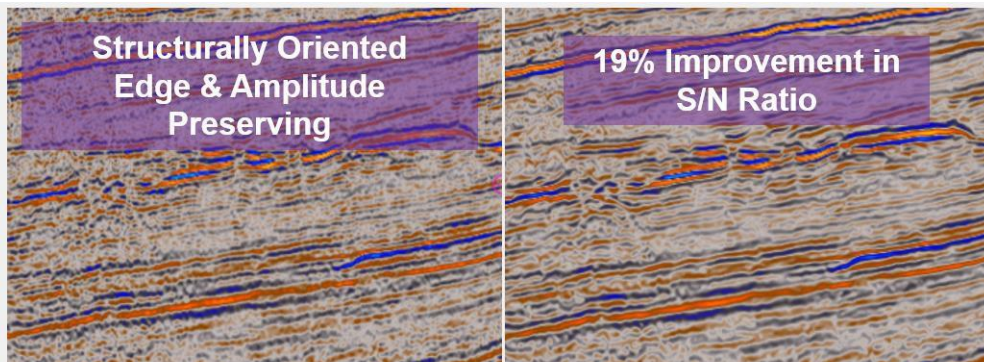 Structurally Oriented
Edge & Amplitude
Preserving
19% Improvement in
S/N Ratio